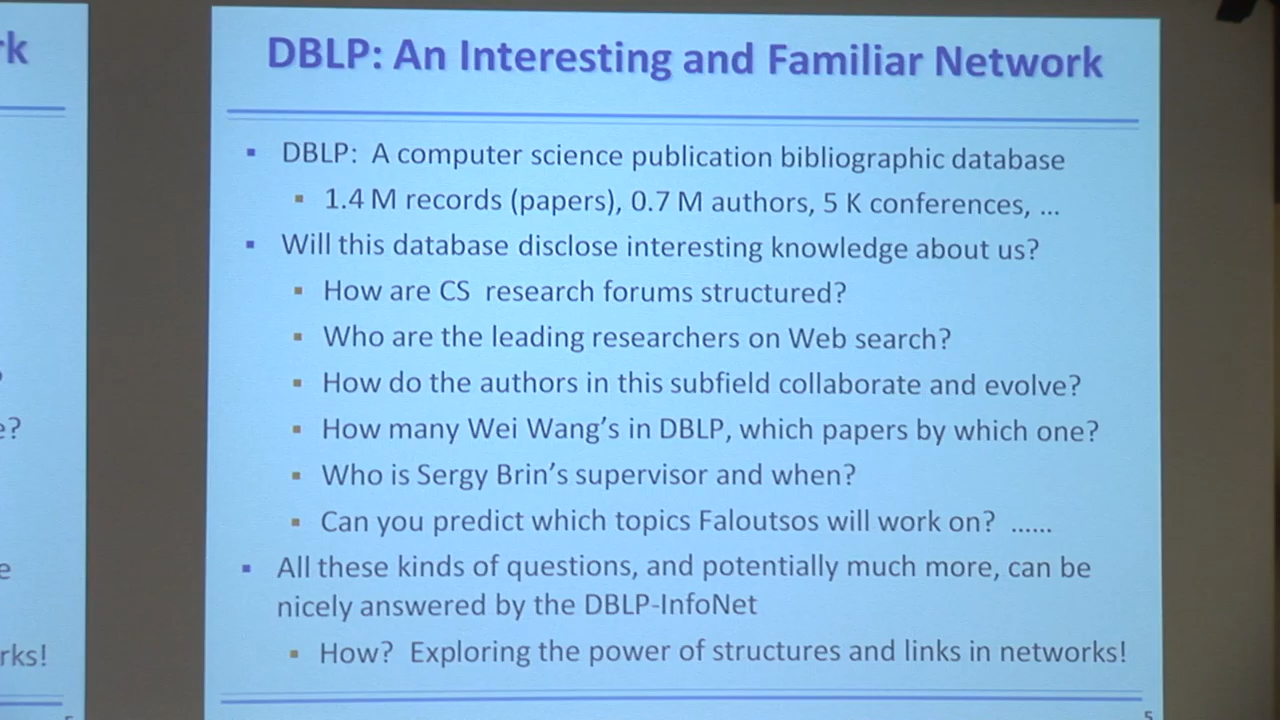 DBLP: An Interesting and Familiar Network
▪ DBLP: A computer science publication bibliographic database
▪ 1.4 M records (papers), 0.7 M authors, 5 K conferences, ...
▪ Will this database disclose interesting knowledge about us?
▪ How are CS research forums structured?
▪ Who are the leading researchers on Web search?
▪ How do the authors in this subfield collaborate and evolve?
▪ How many Wei Wang's in DBLP, which papers by which one?
▪ Who is Sergy Brin's supervisor and when?
▪ Can you predict which topics Faloutsos will work on? ......
▪ All these kinds of questions, and potentially much more, can be
nicely answered by the DBLP-InfoNet
▪ How? Exploring the power of structures and links in networks!
5